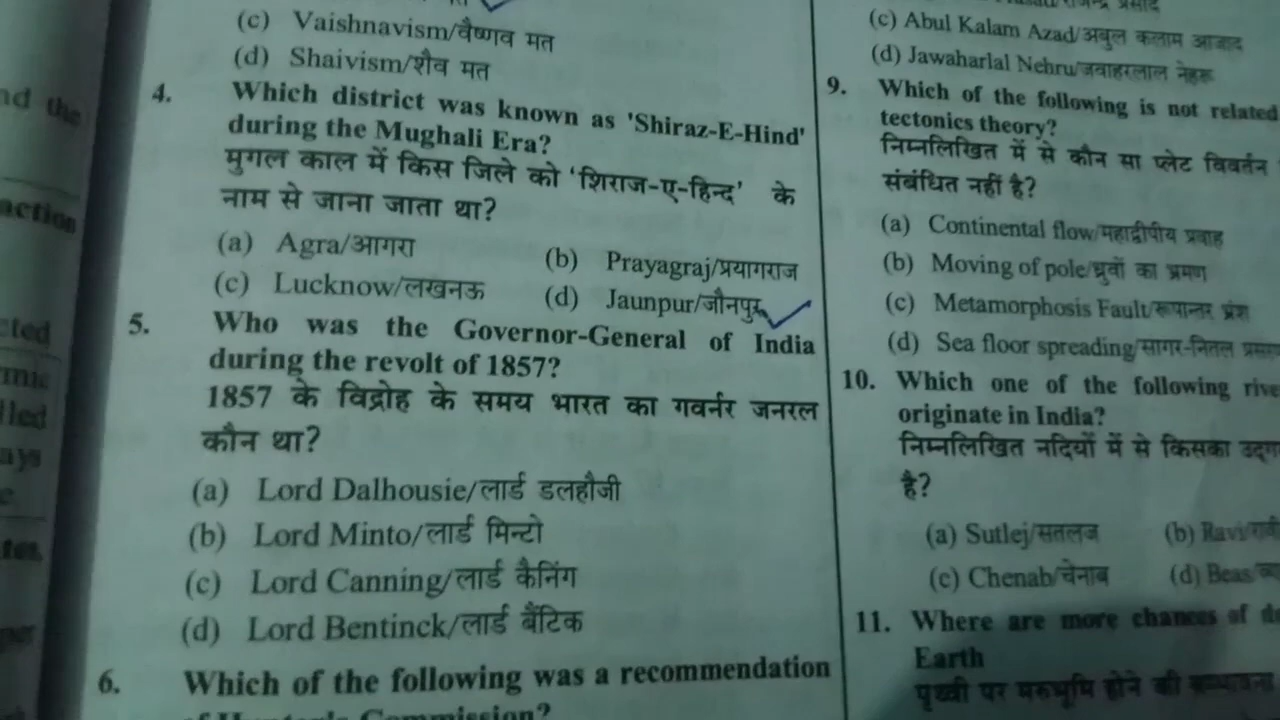 (c) Vaishnavism/वैष्णव मत
(d) Shaivism/शैव मत
4. Which district was known as 'Shiraz-E-Hind'
during the Mughali Era?
मुगल काल में किस जिले को 'शिराज-ए-हिन्द' के
नाम से जाना जाता था?
(a) Agra/आगरा (b) Prayagraj/प्रयागराज
(c) Lucknow/लखनऊ (d) Jaunpur/जौनपुर
5. Who was the Governor-General of India
during the revolt of 1857?
1857 के विद्रोह के समय भारत का गवर्नर जनरल
कौन था?
(a) Lord Dalhousie/लार्ड डलहौजी
(b) Lord Minto/लार्ड मिन्टो
(c) Lord Canning/लार्ड कैनिंग
(d) Lord Bentinck/लार्ड बैंटिक
6. Which of the following was a recommendation
Commission?
(c) Abul Kalam Azad/अबुल कलाम आजाद
(d) Jawaharlal Nehru/जवाहरलाल नेहरू
9. Which of the following is not related
tectonics theory?
निम्नलिखित में से कौन सा प्लेट विवर्तन
संबंधित नहीं है?
(a) Continental flow/महाद्वीपीय प्रवाह
(b) Moving of pole/ध्रुवों का भ्रमण
(c) Metamorphosis Fault/रूपान्तर भ्रंश
(d) Sea floor spreading/सागर-नितल
10. Which one of the following
originate in India?
निम्नलिखित नदियों में से किसका
है?
(a) Sutlej/सतलज (b) Ravi
(c) Chenab/चेनाब (d) Beas
11. Where are more chances of
Earth
पृथ्वी पर मरुभूमि होने की